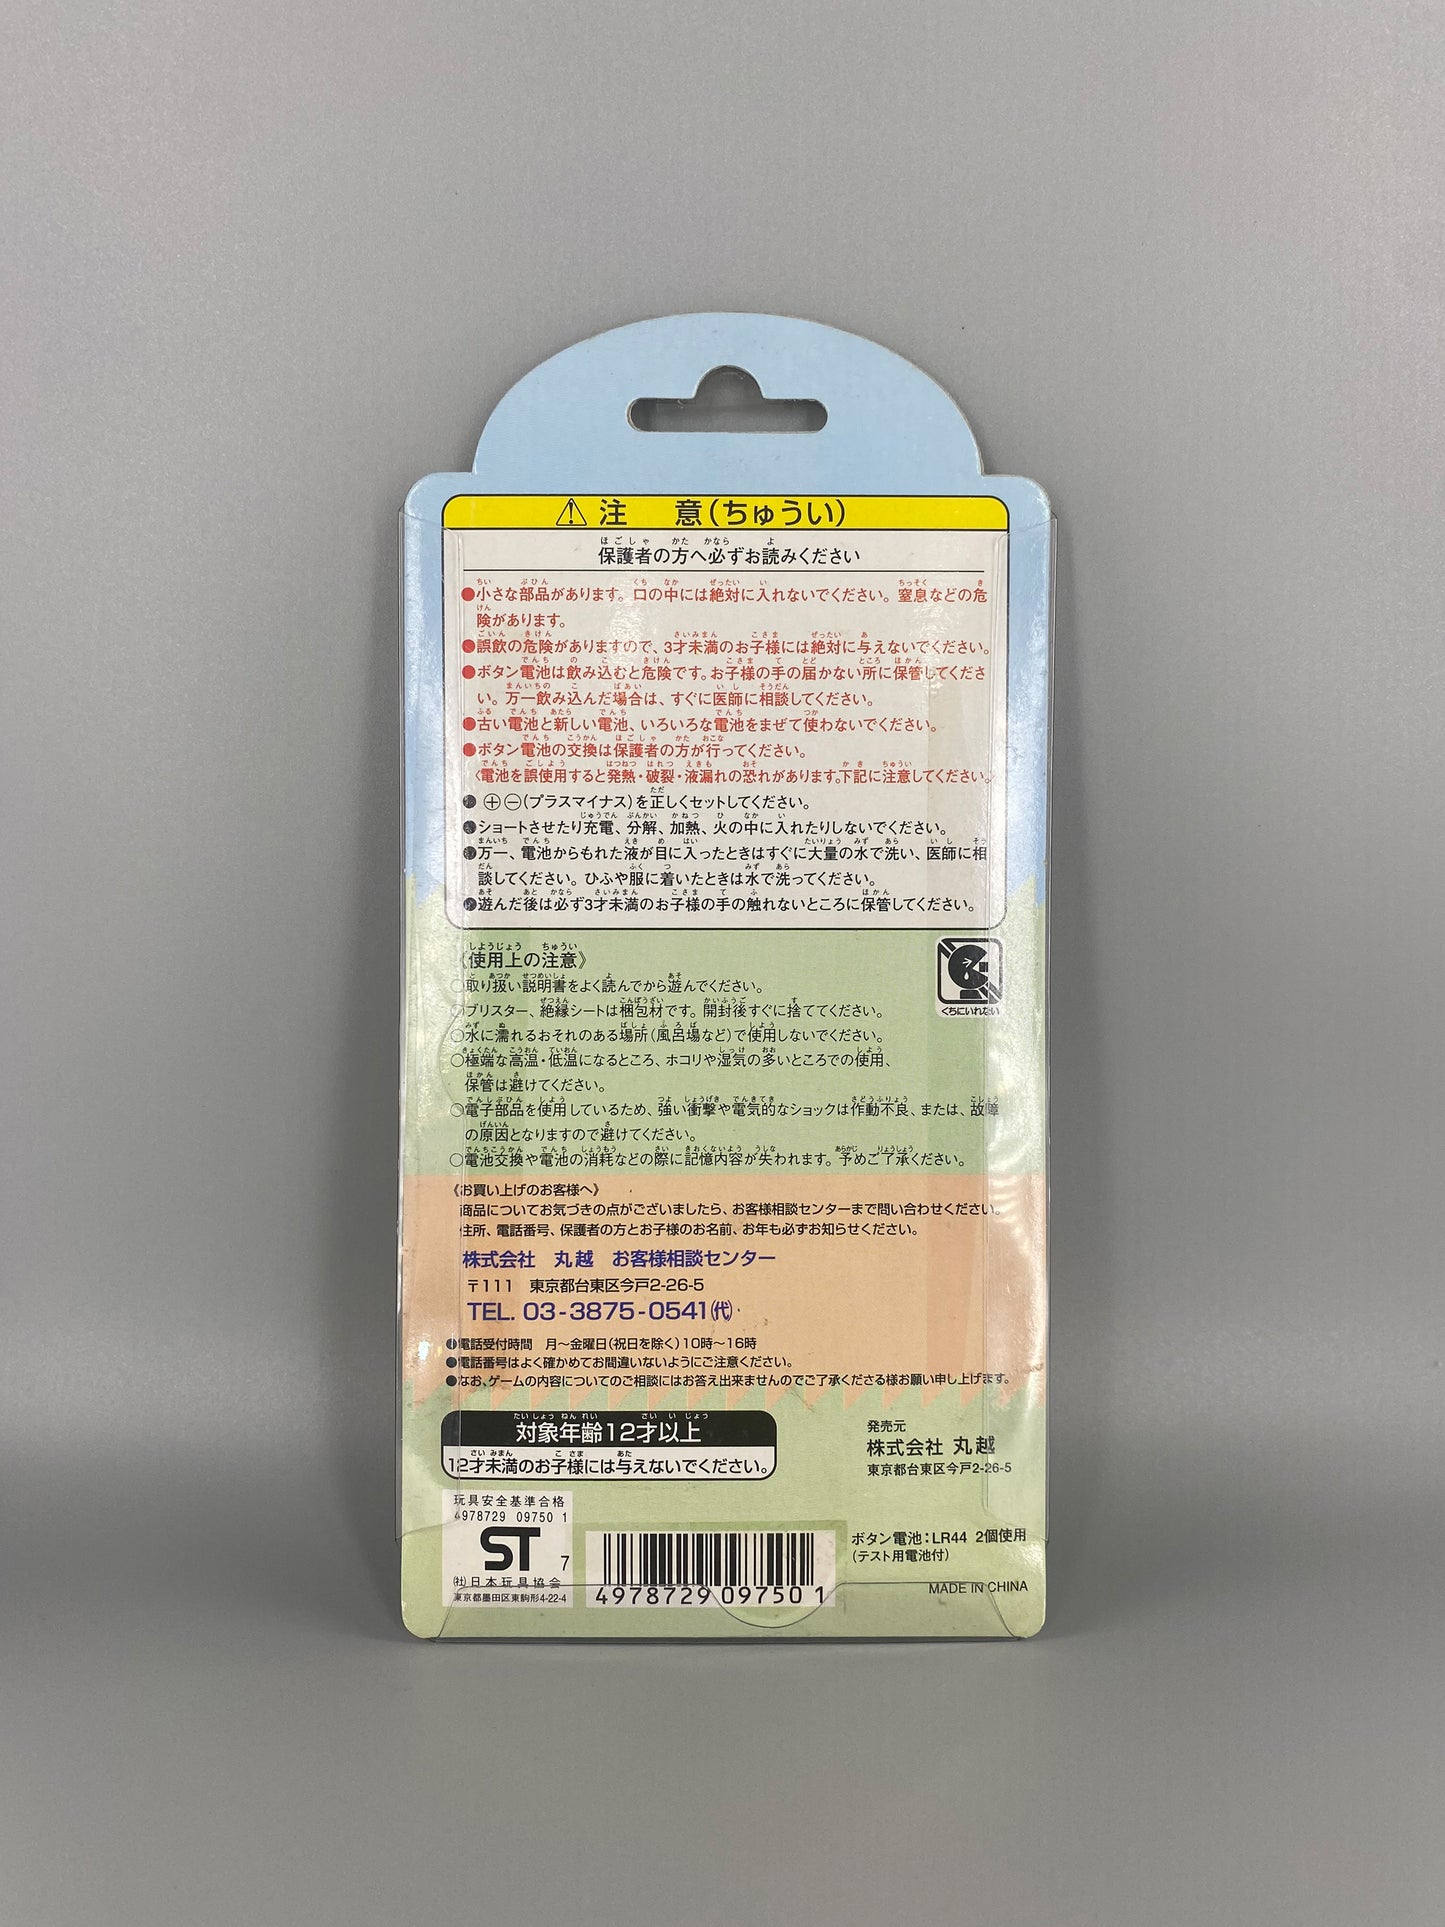 注 意(ちゅうい)
保護者の方へ必ずお読みください
●小さな部品があります。口の中には絶対に入れないでください。窒息などの危
険があります。
●誤飲の危険がありますので、3才未満のお子様には絶対に与えないでください。
●ボタン電池は飲み込むと危険です。お子様の手の届かない所に保管してくださ
い。万一飲み込んだ場合は、すぐに医師に相談してください。
●古い電池と新しい電池、いろいろな電池をまぜて使わないでください。
●ボタン電池の交換は保護者の方が行ってください。
〈電池を誤使用すると発熱・破裂・液漏れの恐れがあります。下記に注意してください。〉
●⊕⊖(プラスマイナス)を正しくセットしてください。
●ショートさせたり充電、分解、加熱、火の中に入れたりしないでください。
●万一、電池からもれた液が目に入ったときはすぐに大量の水で洗い、医師に相
談してください。ひふや服に着いたときは水で洗ってください。
●遊んだ後は必ず3才未満のお子様の手の触れないところに保管してください。
《使用上の注意》
くちにいれない
○取り扱い説明書をよく読んでから遊んでください。
○ブリスター、絶縁シートは梱包材です。開封後すぐに捨ててください。
○水に濡れるおそれのある場所(風呂場など)で使用しないでください。
○極端な高温・低温になるところ、ホコリや湿気の多いところでの使用、
保管は避けてください。
○電子部品を使用しているため、強い衝撃や電気的なショックは作動不良、または、故障
の原因となりますので避けてください。
○電池交換や電池の消耗などの際に記憶内容が失われます。予めご了承ください。
《お買い上げのお客様へ》
商品についてお気づきの点がございましたら、お客様相談センターまで問い合わせください。
住所、電話番号、保護者の方とお子様のお名前、お年も必ずお知らせください。
株式会社 丸越 お客様相談センター
〒111 東京都台東区今戸2-26-5
TEL. 03-3875-0541㈹
●電話受付時間 月〜金曜日(祝日を除く)10時〜16時
●電話番号はよく確かめてお間違いないようにご注意ください。
●なお、ゲームの内容についてのご相談にはお答え出来ませんのでご了承くださる様お願い申し上げます。
対象年齢12才以上
12才未満のお子様には与えないでください。
発売元
株式会社 丸越
東京都台東区今戸2-26-5
玩具安全基準合格
4978729 09750 1
ST 7
㈳日本玩具協会
東京都墨田区東駒形4-22-4
4978729 09750 1
ボタン電池：LR44 2個使用
(テスト用電池付)
MADE IN CHINA